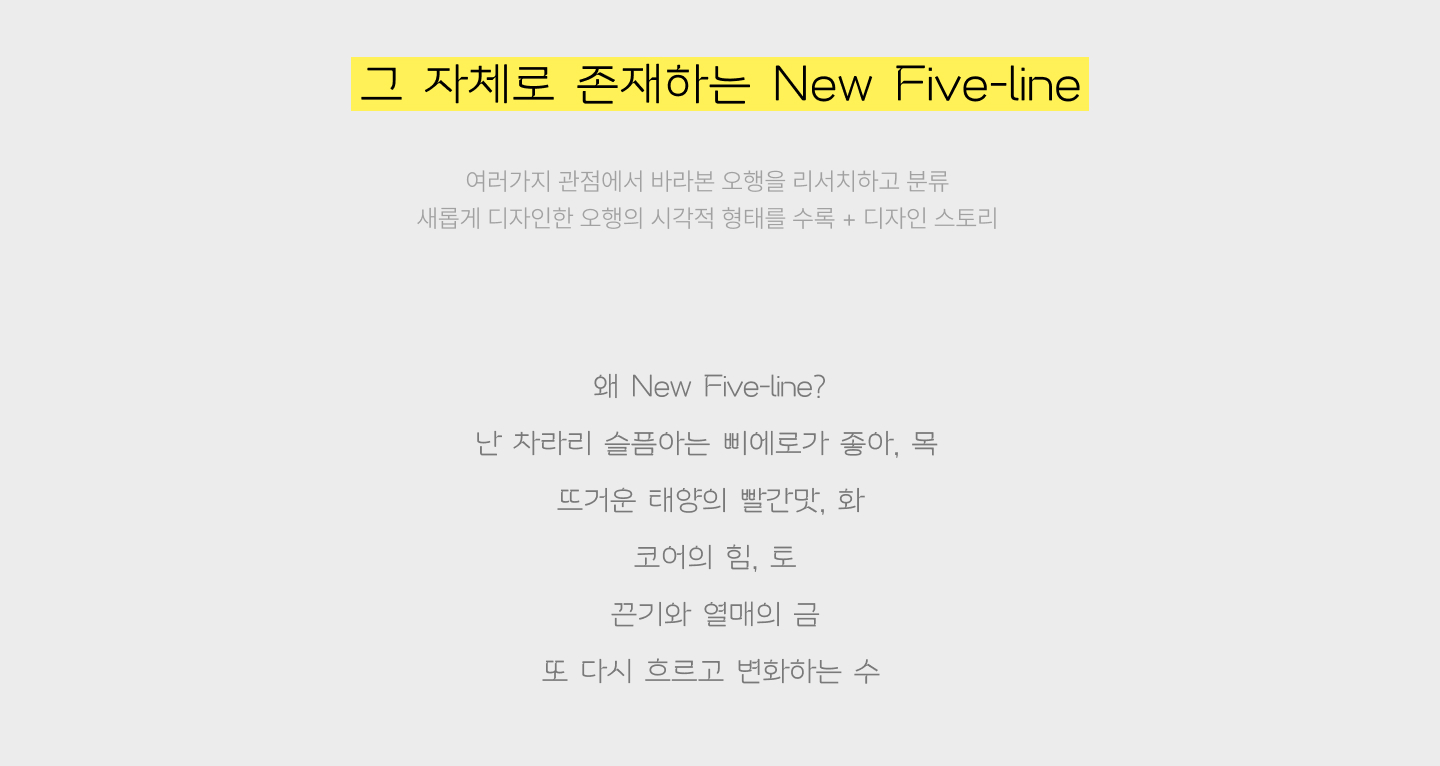 그 자체로 존재하는 New Five-line
여러가지 관점에서 바라본 오행을 리서치하고 분류
새롭게 디자인한 오행의 시각적 형태를 수록 + 디자인 스토리
왜 New Five-line?
난 차라리 슬픔아는 삐에로가 좋아, 목
뜨거운 태양의 빨간맛, 화
코어의 힘, 토
끈기와 열매의 금
또 다시 흐르고 변화하는 수